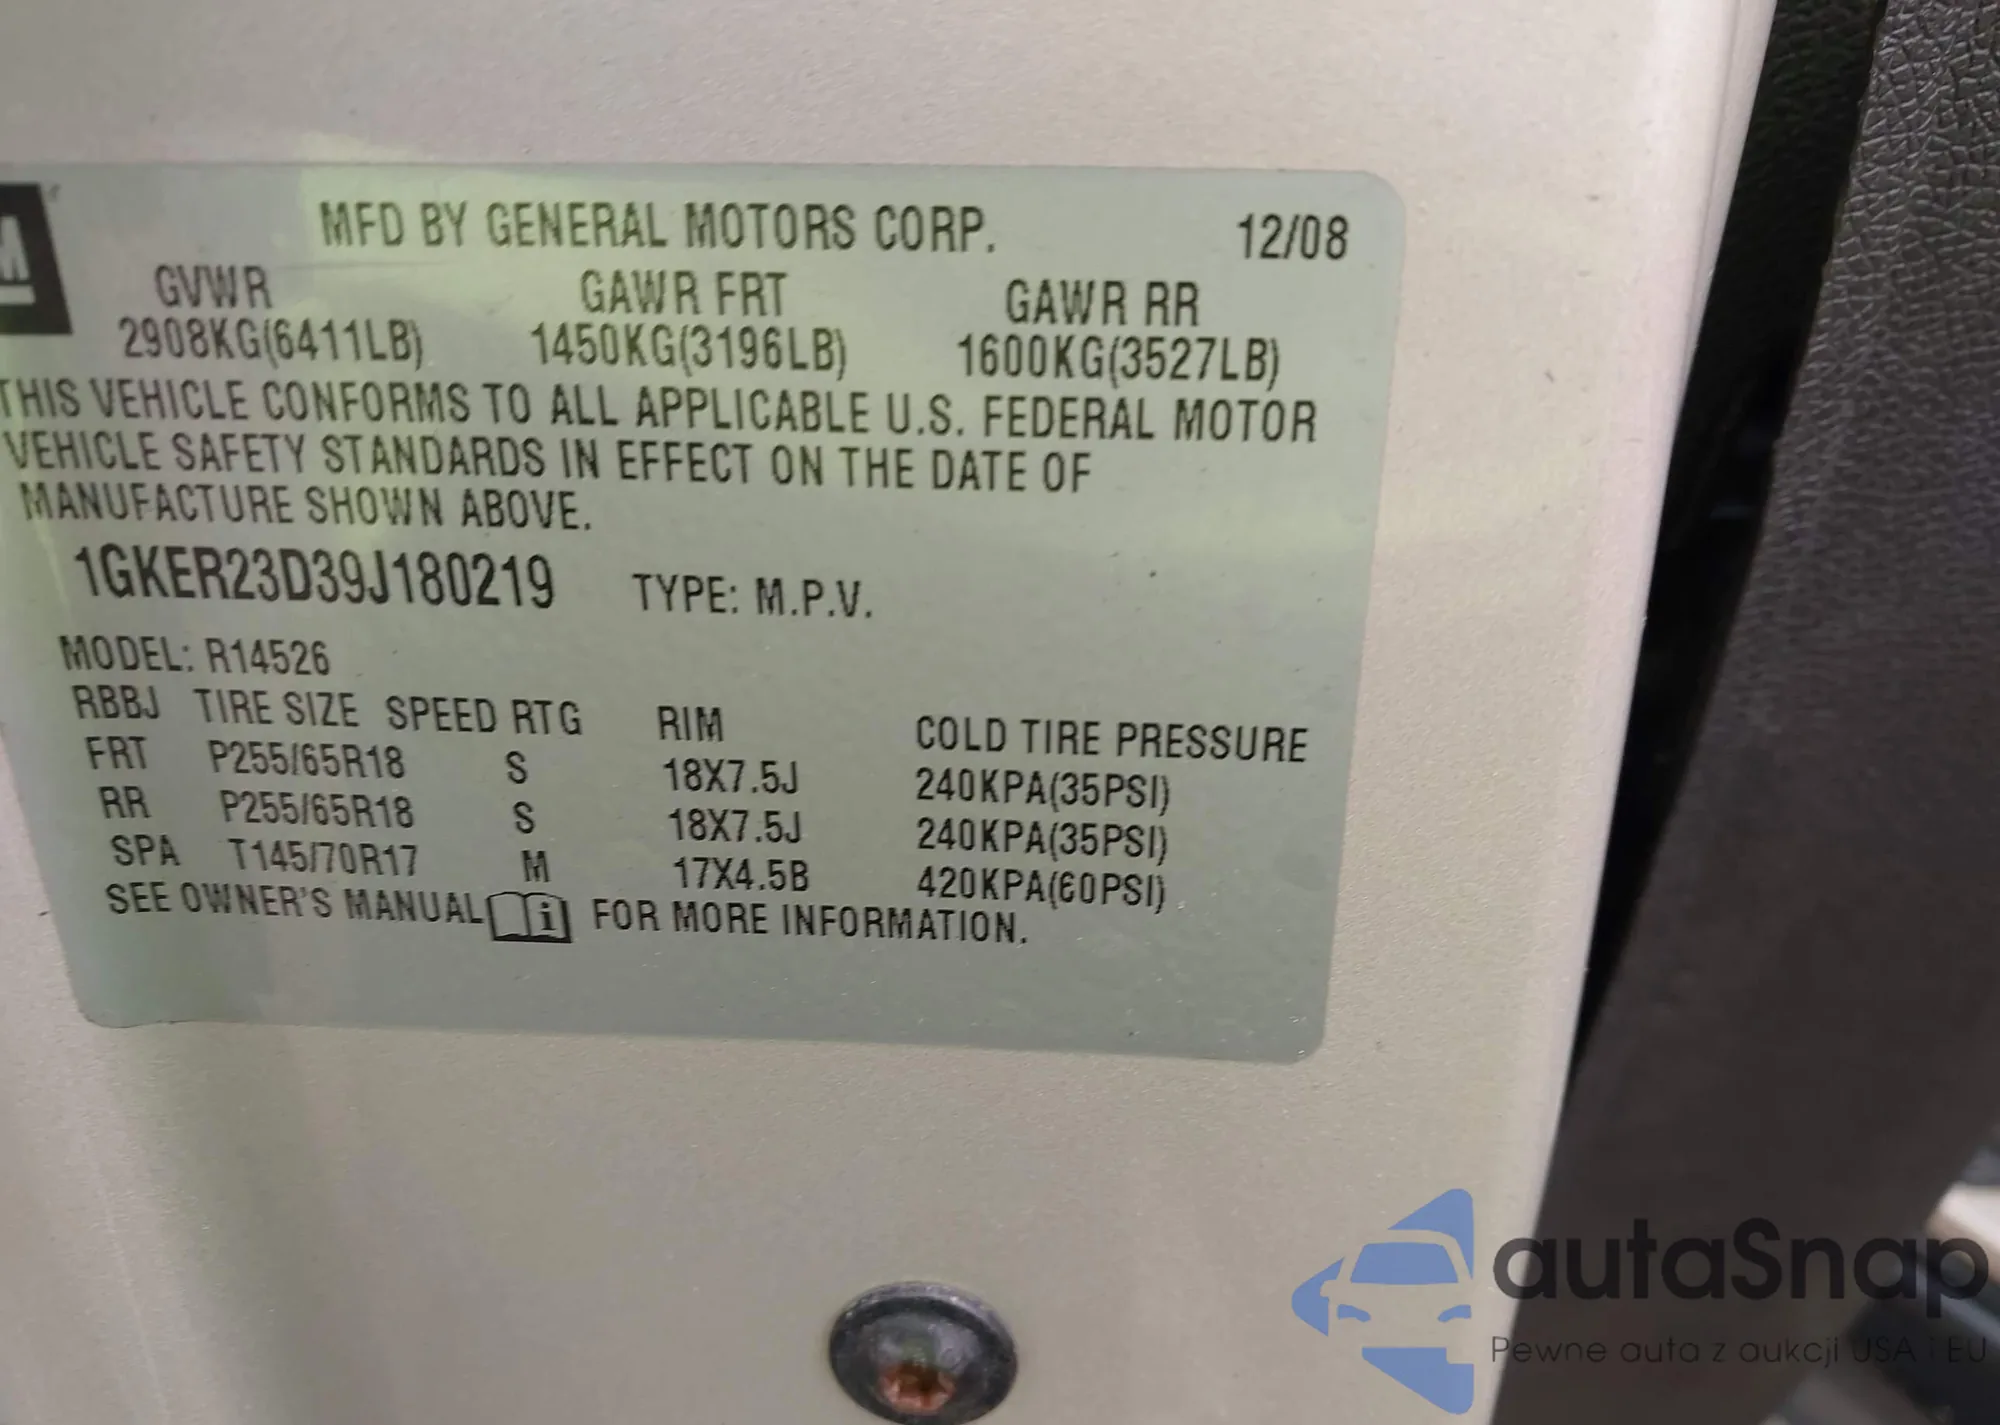 M
MFD BY GENERAL MOTORS CORP. 12/08
GVWR GAWR FRT GAWR RR
2908KG(6411LB) 1450KG(3196LB) 1600KG(3527LB)
THIS VEHICLE CONFORMS TO ALL APPLICABLE U.S. FEDERAL MOTOR
VEHICLE SAFETY STANDARDS IN EFFECT ON THE DATE OF
MANUFACTURE SHOWN ABOVE.
1GKER23D39J180219 TYPE: M.P.V.
MODEL: R14526
RBBJ TIRE SIZE SPEED RTG RIM COLD TIRE PRESSURE
FRT P255/65R18 S 18X7.5J 240KPA(35PSI)
RR P255/65R18 S 18X7.5J 240KPA(35PSI)
SPA T145/70R17 M 17X4.5B 420KPA(60PSI)
SEE OWNER'S MANUAL i FOR MORE INFORMATION.
autaSnap
Pewne auta z aukcji USA i EU